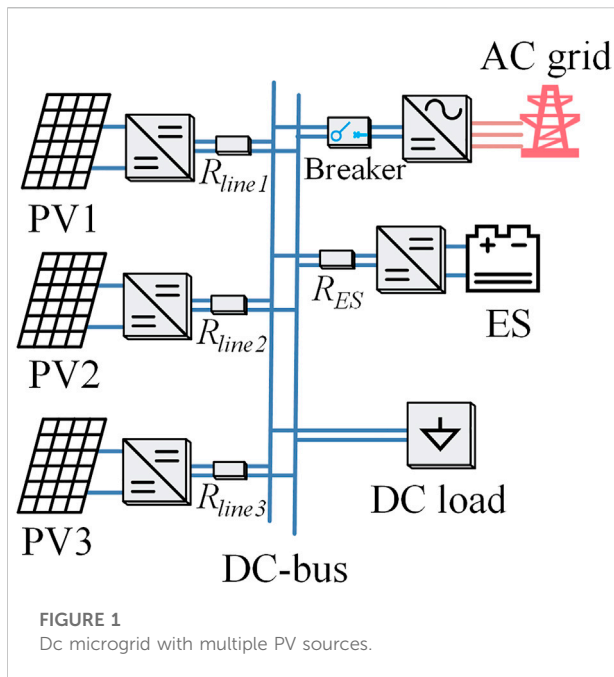 AC grid
PV1
R_line1
Breaker
PV2
R_line2
R_ES
+ −
ES
PV3
R_line3
DC load
DC-bus
FIGURE 1
Dc microgrid with multiple PV sources.